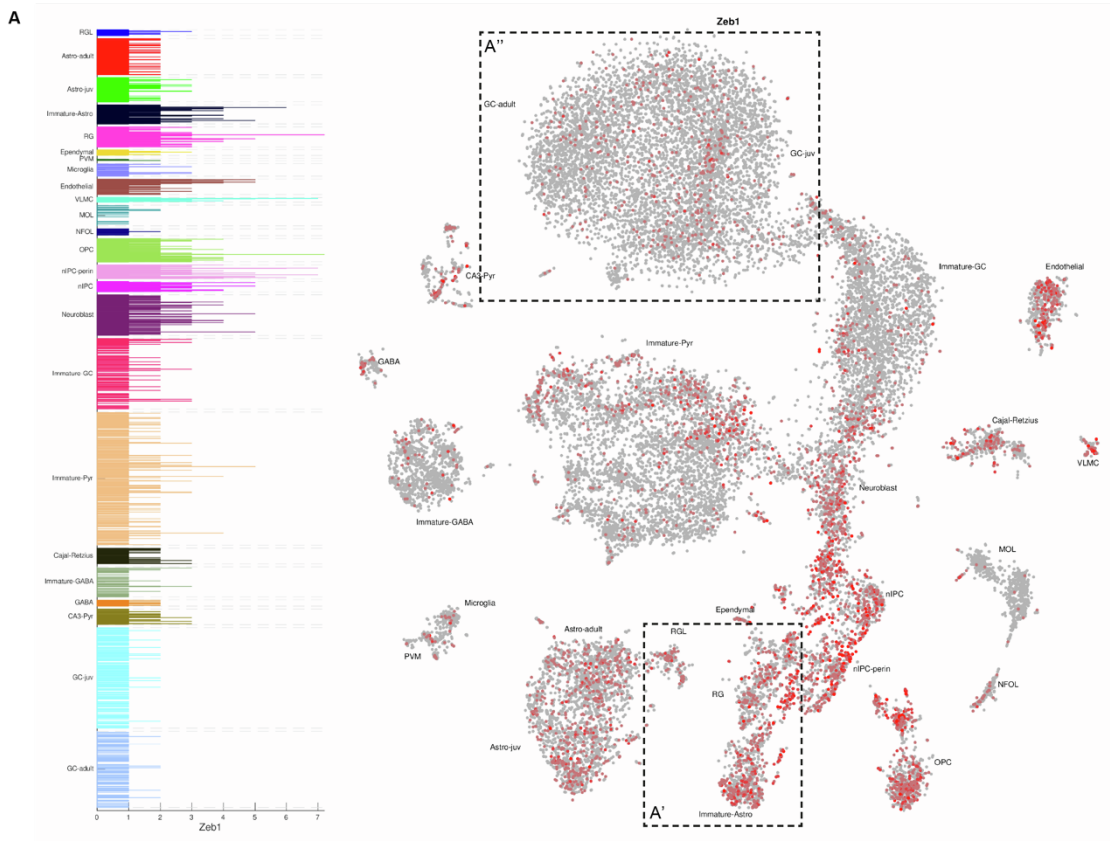 A
RGL
Astro-adult
Astro-juv
Immature-Astro
RG
Ependymal
PVM
Microglia
Endothelial
VLMC
MOL
NFOL
OPC
nIPC-perin
nIPC
Neuroblast
Immature-GC
Immature-Pyr
Cajal-Retzius
Immature-GABA
GABA
CA3-Pyr
GC-juv
GC-adult
0 1 2 3 4 5 6 7
Zeb1
Zeb1
A''
GC-adult
GC-juv
CA3-Pyr
Immature-GC
Endothelial
Immature-Pyr
GABA
Cajal-Retzius
VLMC
Neuroblast
Immature-GABA
MOL
nIPC
Microglia
Ependymal
Astro-adult
RGL
PVM
nIPC-perin
RG
NFOL
Astro-juv
OPC
A'
Immature-Astro